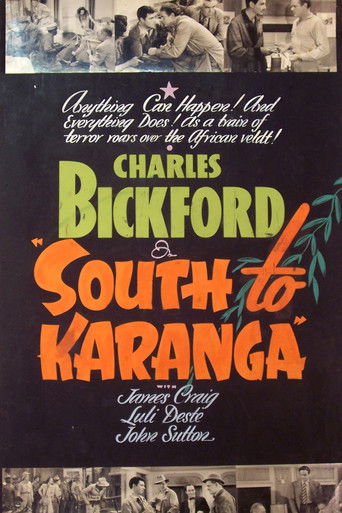 Anything Can Happen! And
Everything Does! As a train of
terror roars over the African veldt!
CHARLES
BICKFORD
In
"SOUTH to
KARANGA"
WITH
James Craig
Luli Deste
John Sutton